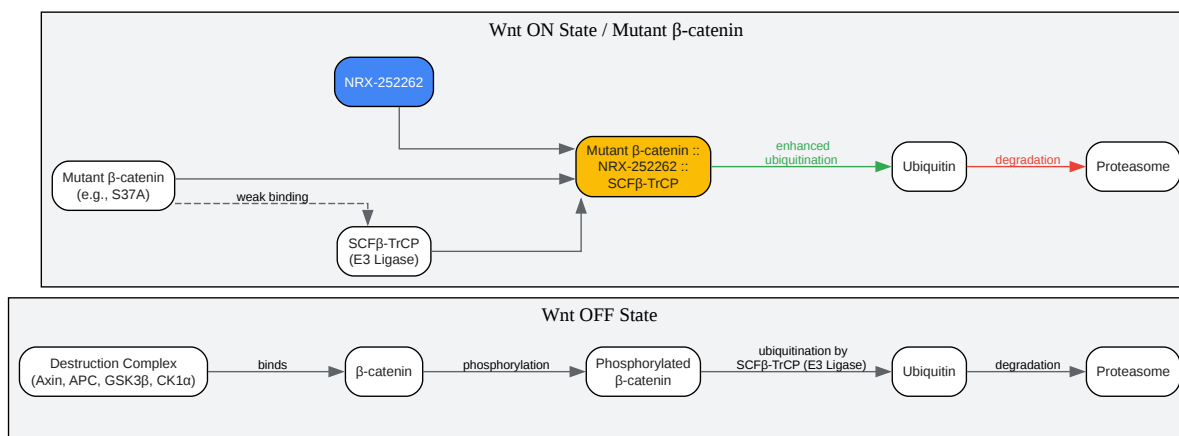 Wnt ON State / Mutant β-catenin
NRX-252262
Mutant β-catenin
(e.g., S37A)
weak binding
SCFβ-TrCP
(E3 Ligase)
Mutant β-catenin ::
NRX-252262 ::
SCFβ-TrCP
enhanced
ubiquitination
Ubiquitin
degradation
Proteasome
Wnt OFF State
Destruction Complex
(Axin, APC, GSK3β, CK1α)
binds
β-catenin
phosphorylation
Phosphorylated
β-catenin
ubiquitination by
SCFβ-TrCP (E3 Ligase)
Ubiquitin
degradation
Proteasome